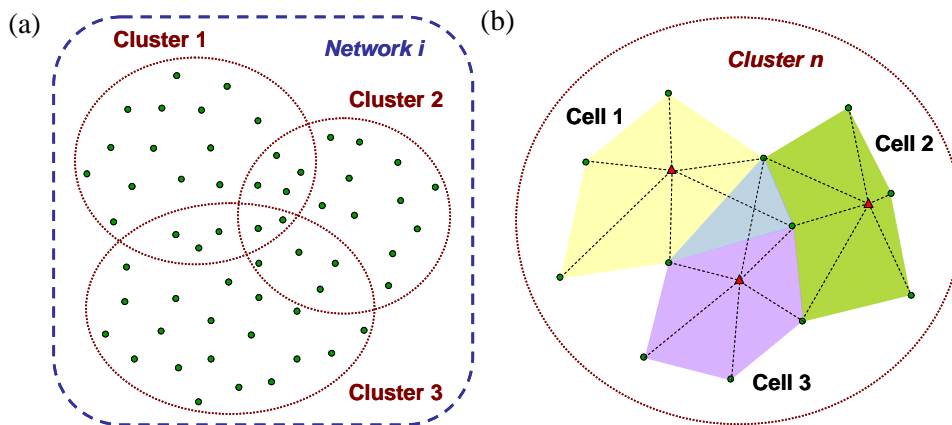 (a)
Cluster 1
Network i
Cluster 2
Cluster 3
(b)
Cluster n
Cell 1
Cell 2
Cell 3